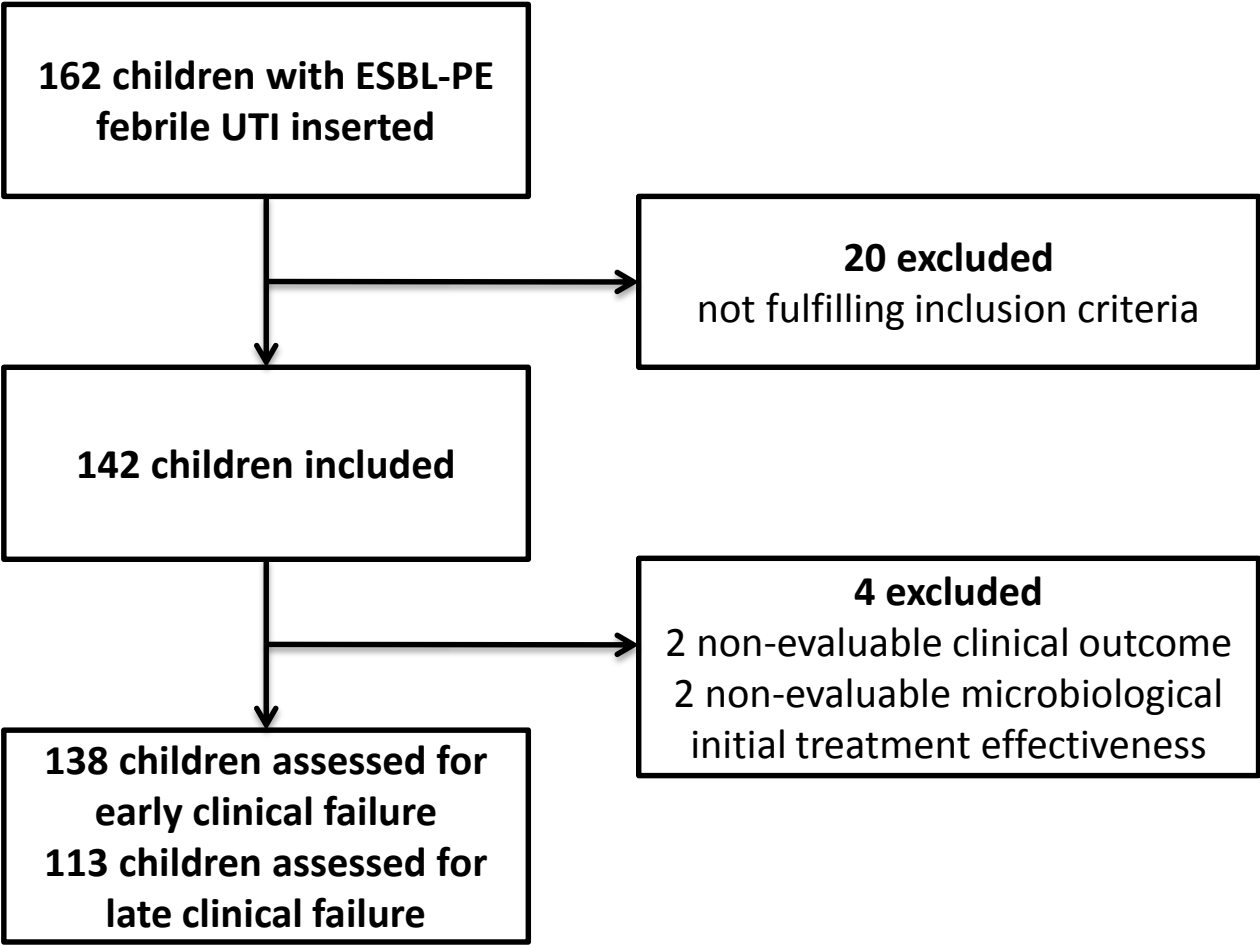 162 children with ESBL-PE
febrile UTI inserted
20 excluded
not fulfilling inclusion criteria
142 children included
4 excluded
2 non-evaluable clinical outcome
2 non-evaluable microbiological
initial treatment effectiveness
138 children assessed for
early clinical failure
113 children assessed for
late clinical failure